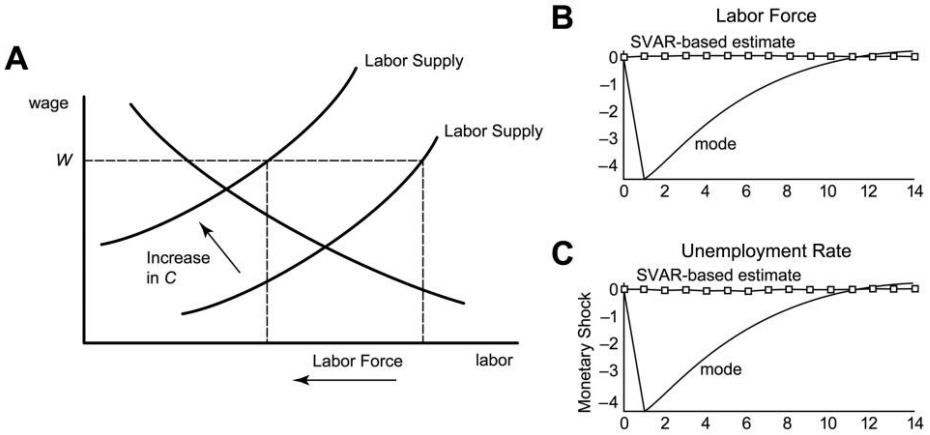 A
wage
W
Labor Supply
Labor Supply
Increase
in C
Labor Force
labor
B
Labor Force
SVAR-based estimate
0
–1
–2
–3
–4
mode
0 2 4 6 8 10 12 14
C
Unemployment Rate
SVAR-based estimate
Monetary Shock
0
–1
–2
–3
–4
mode
0 2 4 6 8 10 12 14